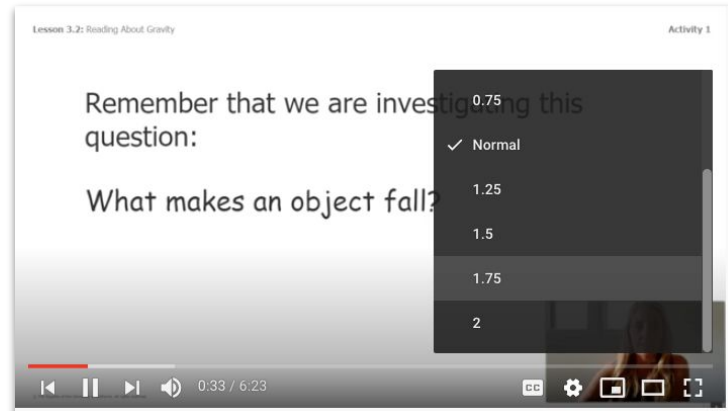 Lesson 3.2: Reading About Gravity
Activity 1
Remember that we are investigating this
question:
What makes an object fall?
0.75
Normal
1.25
1.5
1.75
2
0:33 / 6:23
CC